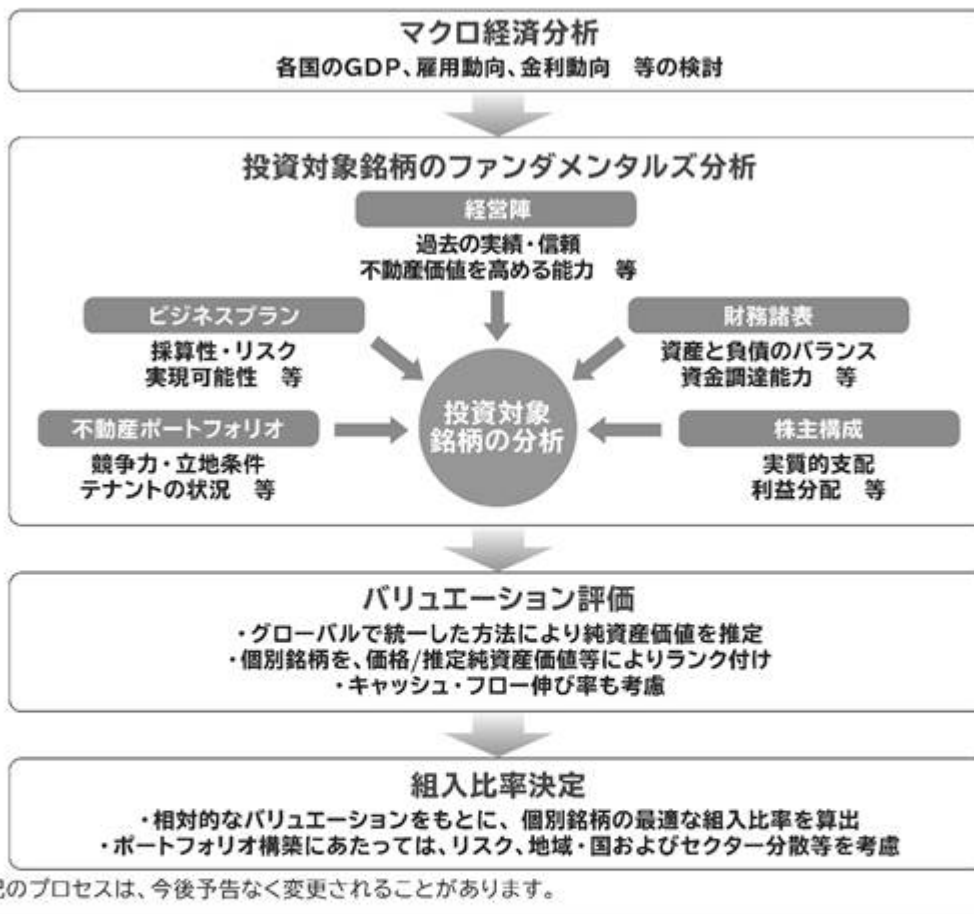 マクロ経済分析
各国のGDP、雇用動向、金利動向　等の検討
投資対象銘柄のファンダメンタルズ分析
経営陣
過去の実績・信頼
不動産価値を高める能力　等
ビジネスプラン
採算性・リスク
実現可能性　等
財務諸表
資産と負債のバランス
資金調達能力　等
不動産ポートフォリオ
競争力・立地条件
テナントの状況　等
投資対象
銘柄の分析
株主構成
実質的支配
利益分配　等
バリュエーション評価
・グローバルで統一した方法により純資産価値を推定
・個別銘柄を、価格/推定純資産価値等によりランク付け
・キャッシュ・フロー伸び率も考慮
組入比率決定
・相対的なバリュエーションをもとに、個別銘柄の最適な組入比率を算出
・ポートフォリオ構築にあたっては、リスク、地域・国およびセクター分散等を考慮
のプロセスは、今後予告なく変更されることがあります。